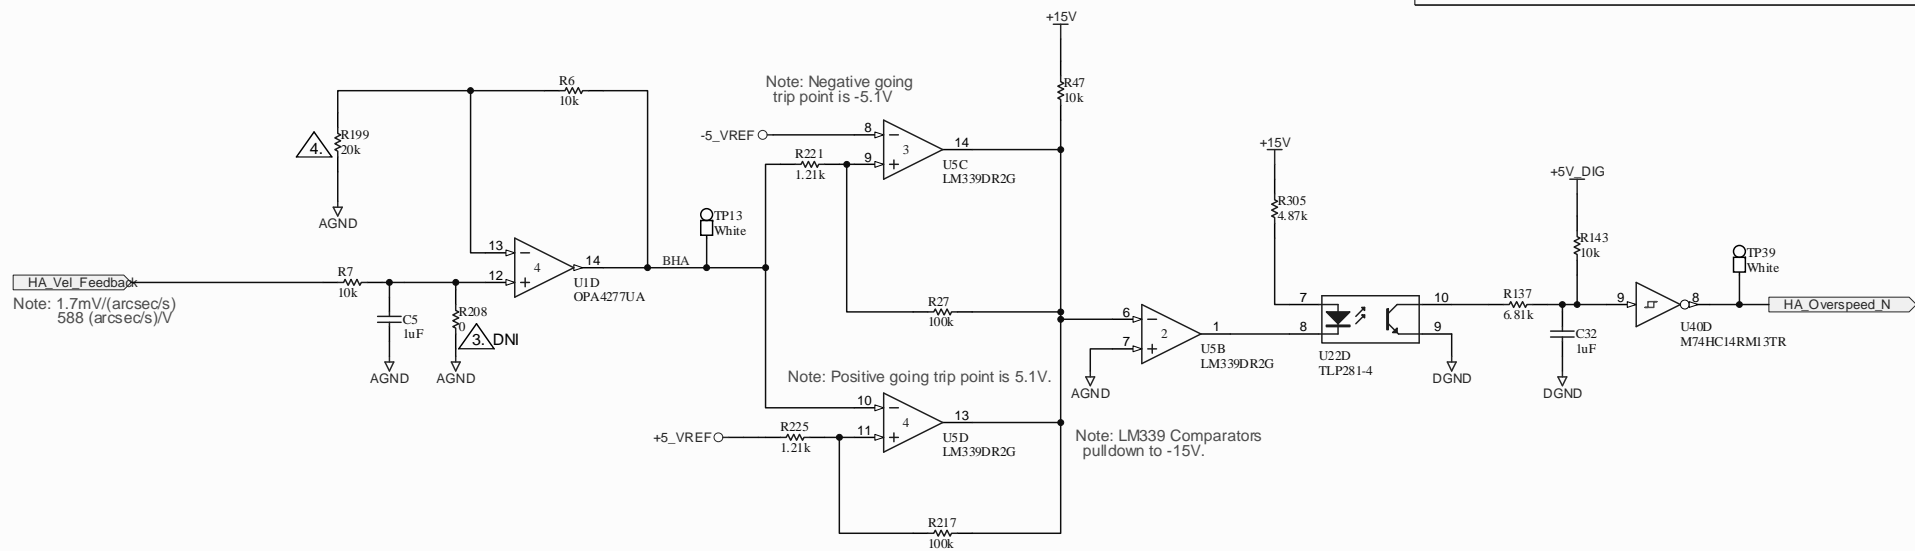 +15V
R6
10k
Note: Negative going
trip point is -5.1V
R47
10k
R199
20k
4.
AGND
-5_VREF
8
9
3
14
U5C
LM339DR2G
R221
1.21k
+15V
R305
4.87k
+5V_DIG
R143
10k
TP13
White
TP39
White
HA_Vel_Feedback
Note: 1.7mV/(arcsec/s)
588 (arcsec/s)/V
R7
10k
C5
1uF
AGND
R208
0
3. DNI
AGND
13
12
4
14
U1D
OPA4277UA
BHA
R27
100k
6
7
2
1
U5B
LM339DR2G
AGND
7
8
10
9
U22D
TLP281-4
DGND
R137
6.81k
C32
1uF
DGND
9
8
U40D
M74HC14RM13TR
HA_Overspeed_N
Note: Positive going trip point is 5.1V.
10
11
4
13
U5D
LM339DR2G
+5_VREF
R225
1.21k
Note: LM339 Comparators
pulldown to -15V.
R217
100k